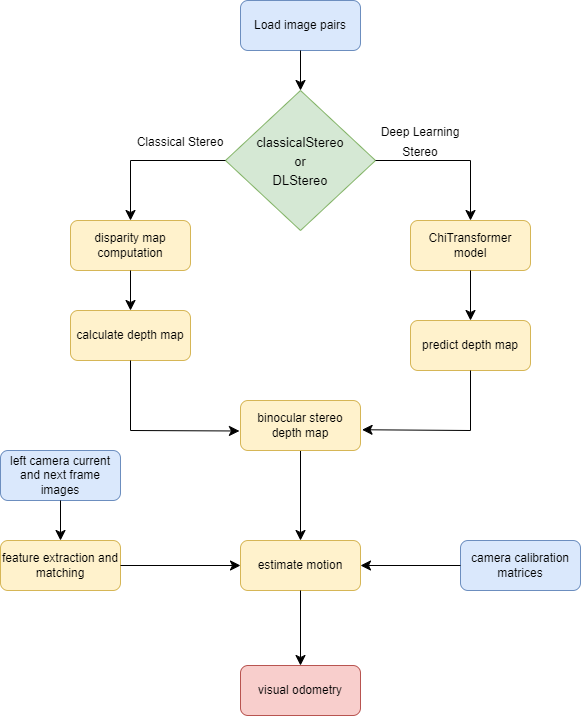 Load image pairs
classicalStereo
or
DLStereo
Classical Stereo
Deep Learning
Stereo
disparity map
computation
ChiTransformer
model
calculate depth map
predict depth map
binocular stereo
depth map
left camera current
and next frame
images
feature extraction and
matching
estimate motion
camera calibration
matrices
visual odometry